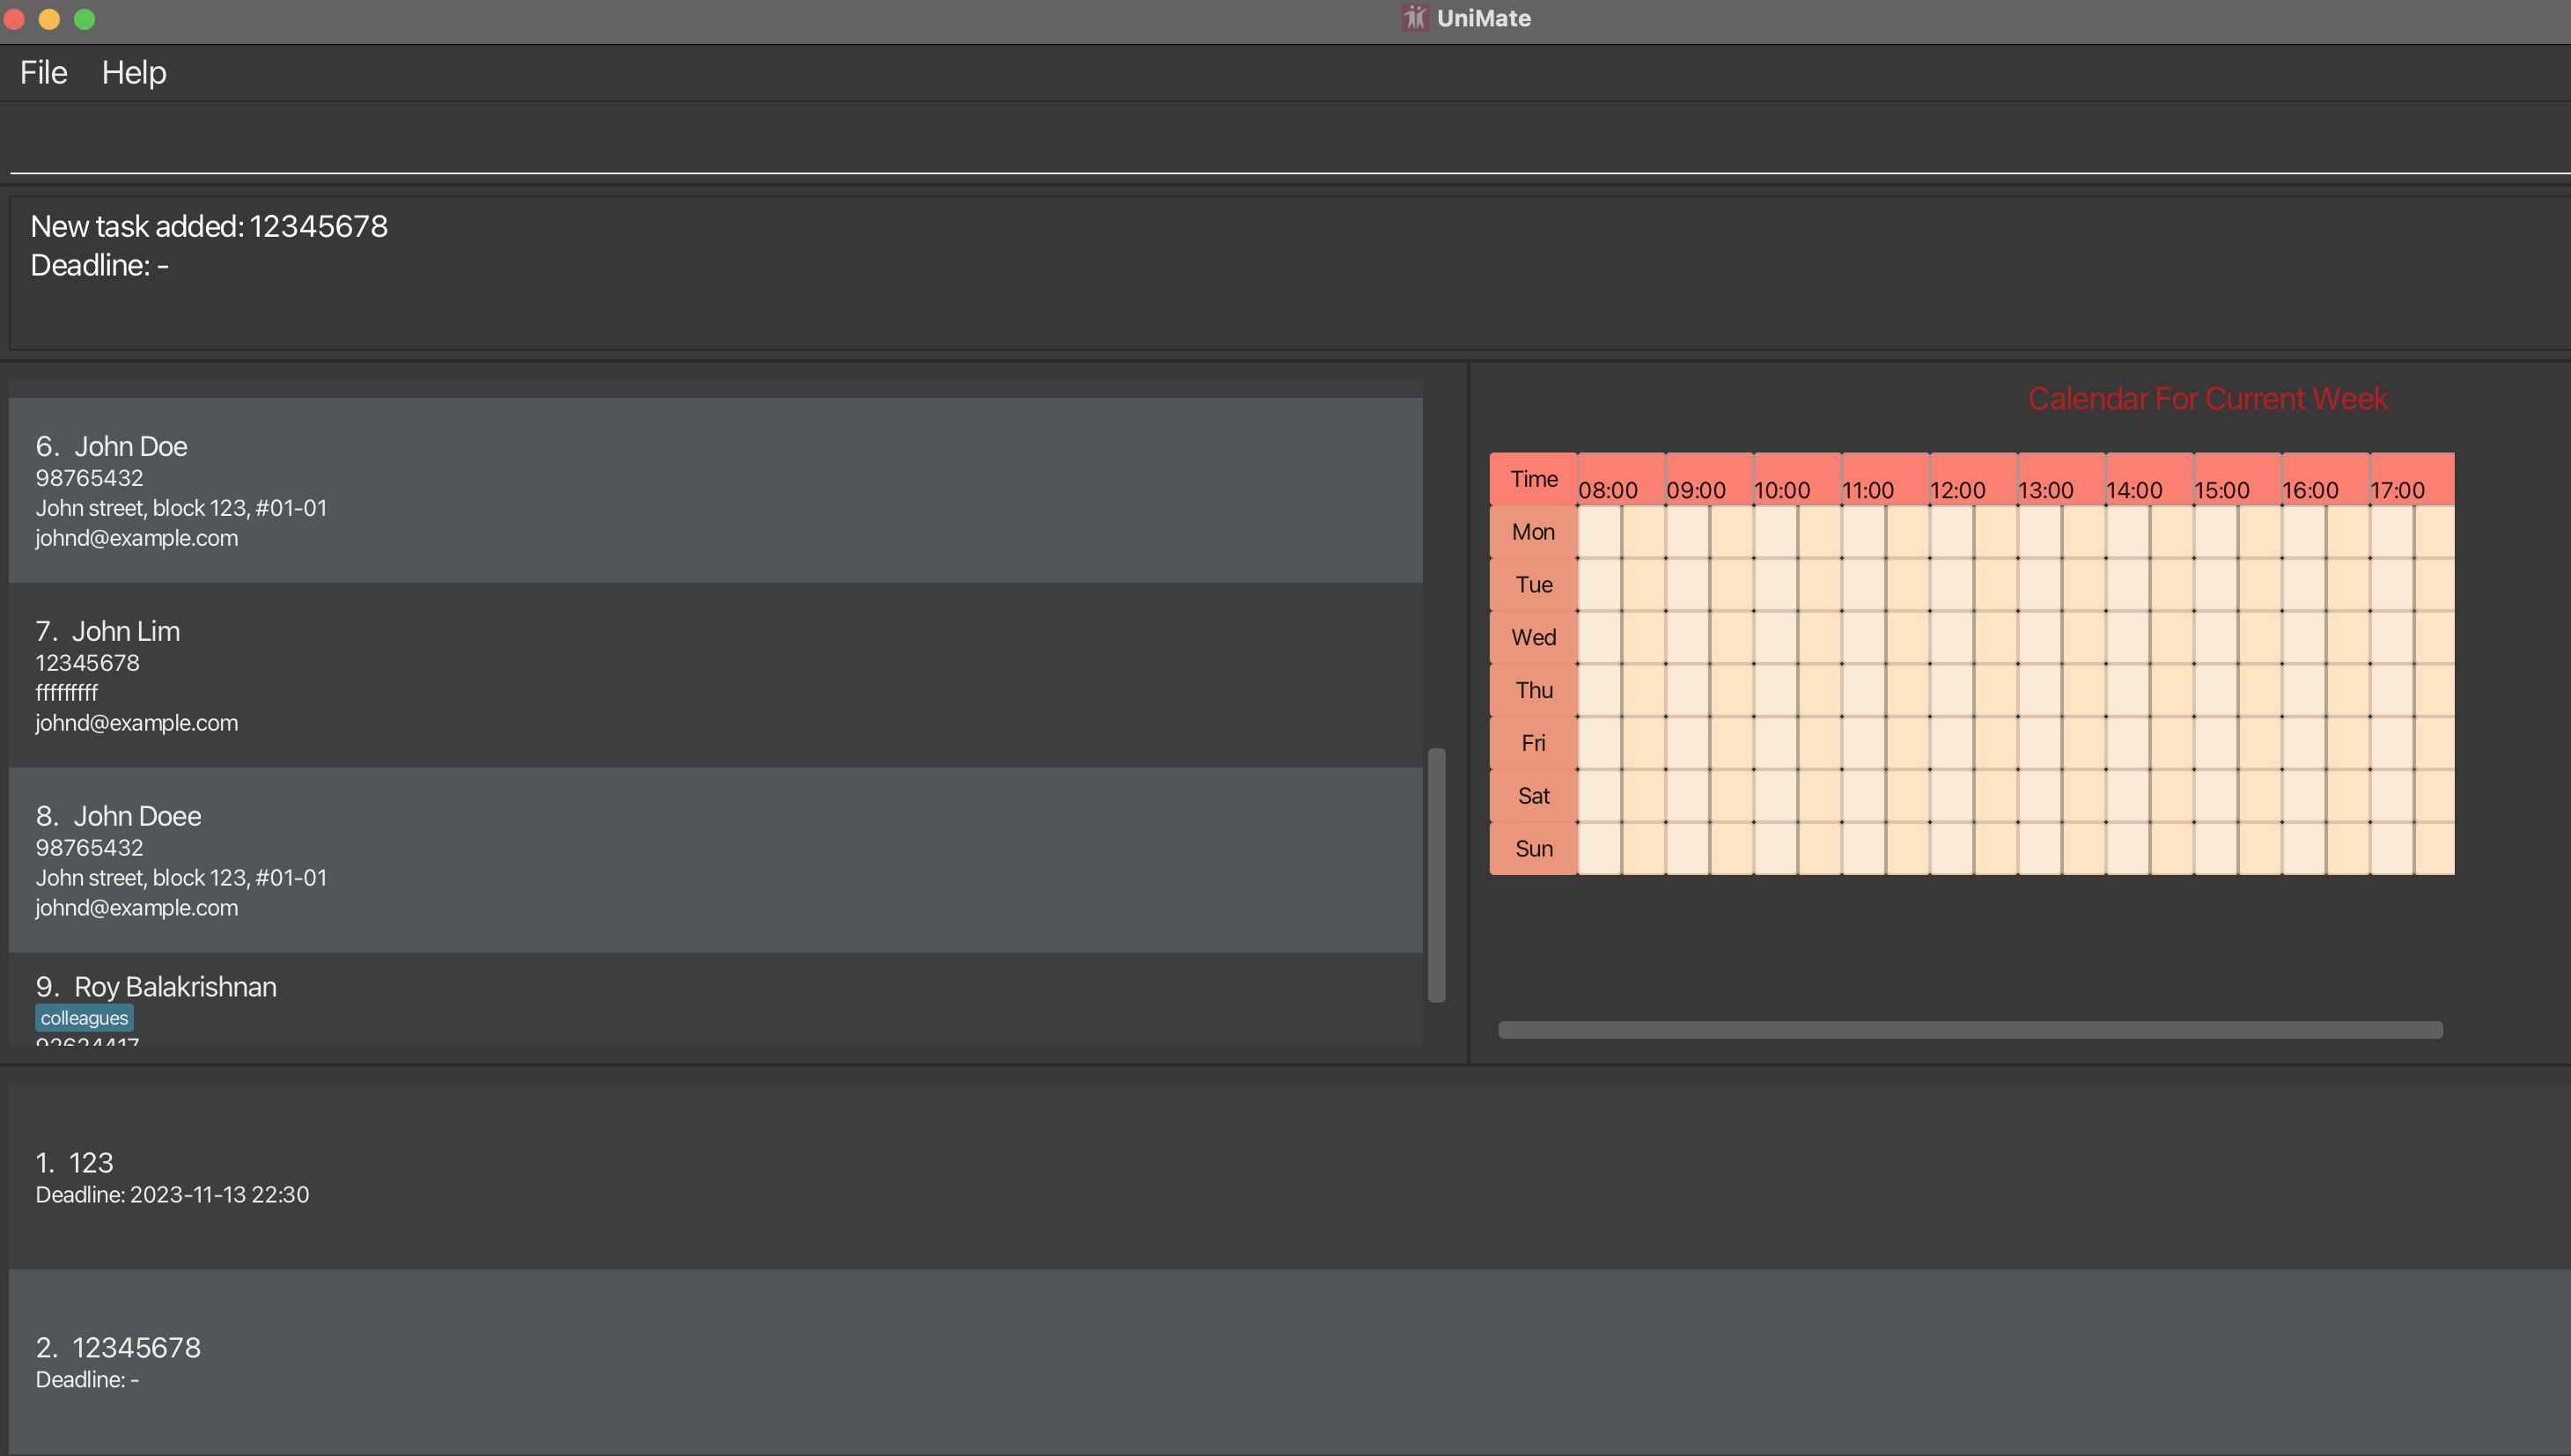 UniMate
File Help
New task added: 12345678
Deadline: -
6. John Doe
98765432
John street, block 123, #01-01
johnd@example.com
7. John Lim
12345678
fffffffff
johnd@example.com
8. John Doee
98765432
John street, block 123, #01-01
johnd@example.com
9. Roy Balakrishnan
colleagues
92624417
Calendar For Current Week
Time 08:00 09:00 10:00 11:00 12:00 13:00 14:00 15:00 16:00 17:00
Mon
Tue
Wed
Thu
Fri
Sat
Sun
1. 123
Deadline: 2023-11-13 22:30
2. 12345678
Deadline: -